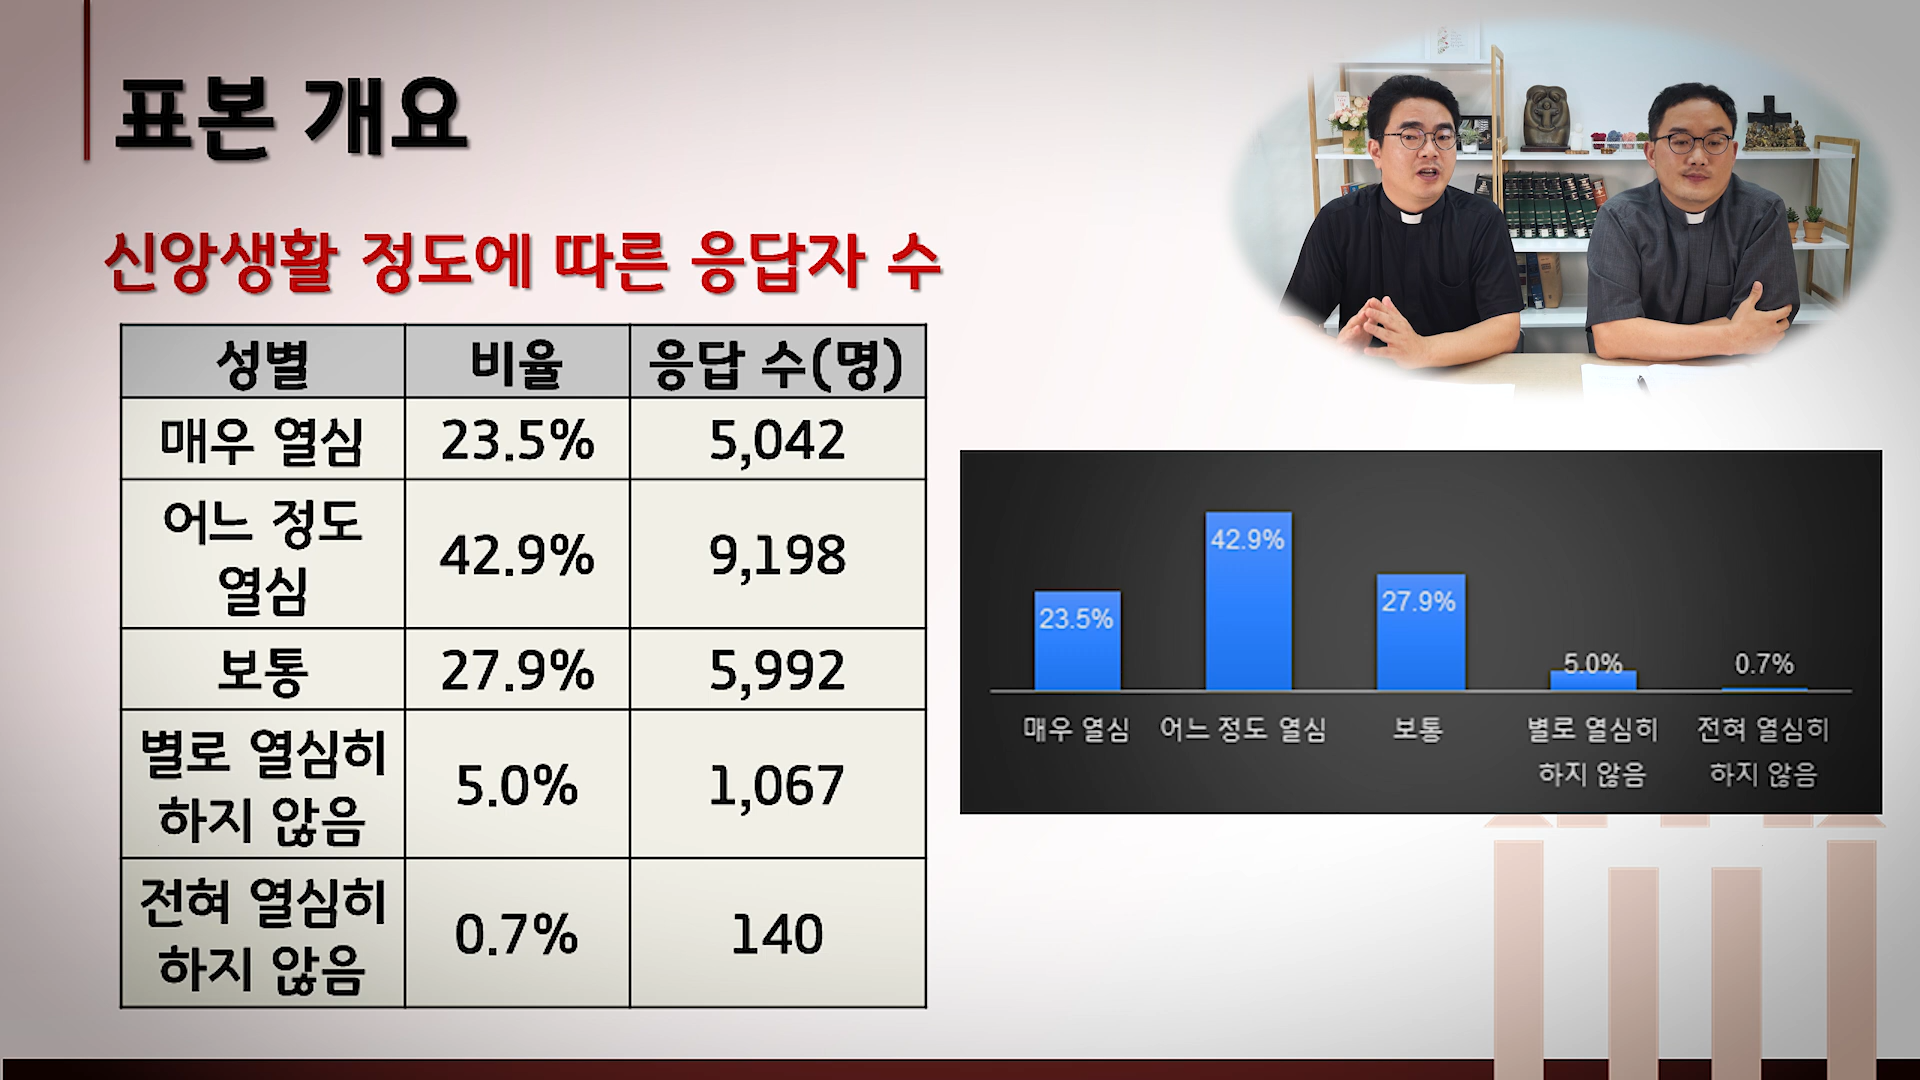 표본 개요
신앙생활 정도에 따른 응답자 수
성별 비율 응답 수(명)
매우 열심 23.5% 5,042
어느 정도
열심 42.9% 9,198
보통 27.9% 5,992
별로 열심히
하지 않음 5.0% 1,067
전혀 열심히
하지 않음 0.7% 140
23.5% 42.9% 27.9% 5.0% 0.7%
매우 열심 어느 정도 열심 보통 별로 열심히 전혀 열심히
하지 않음 하지 않음